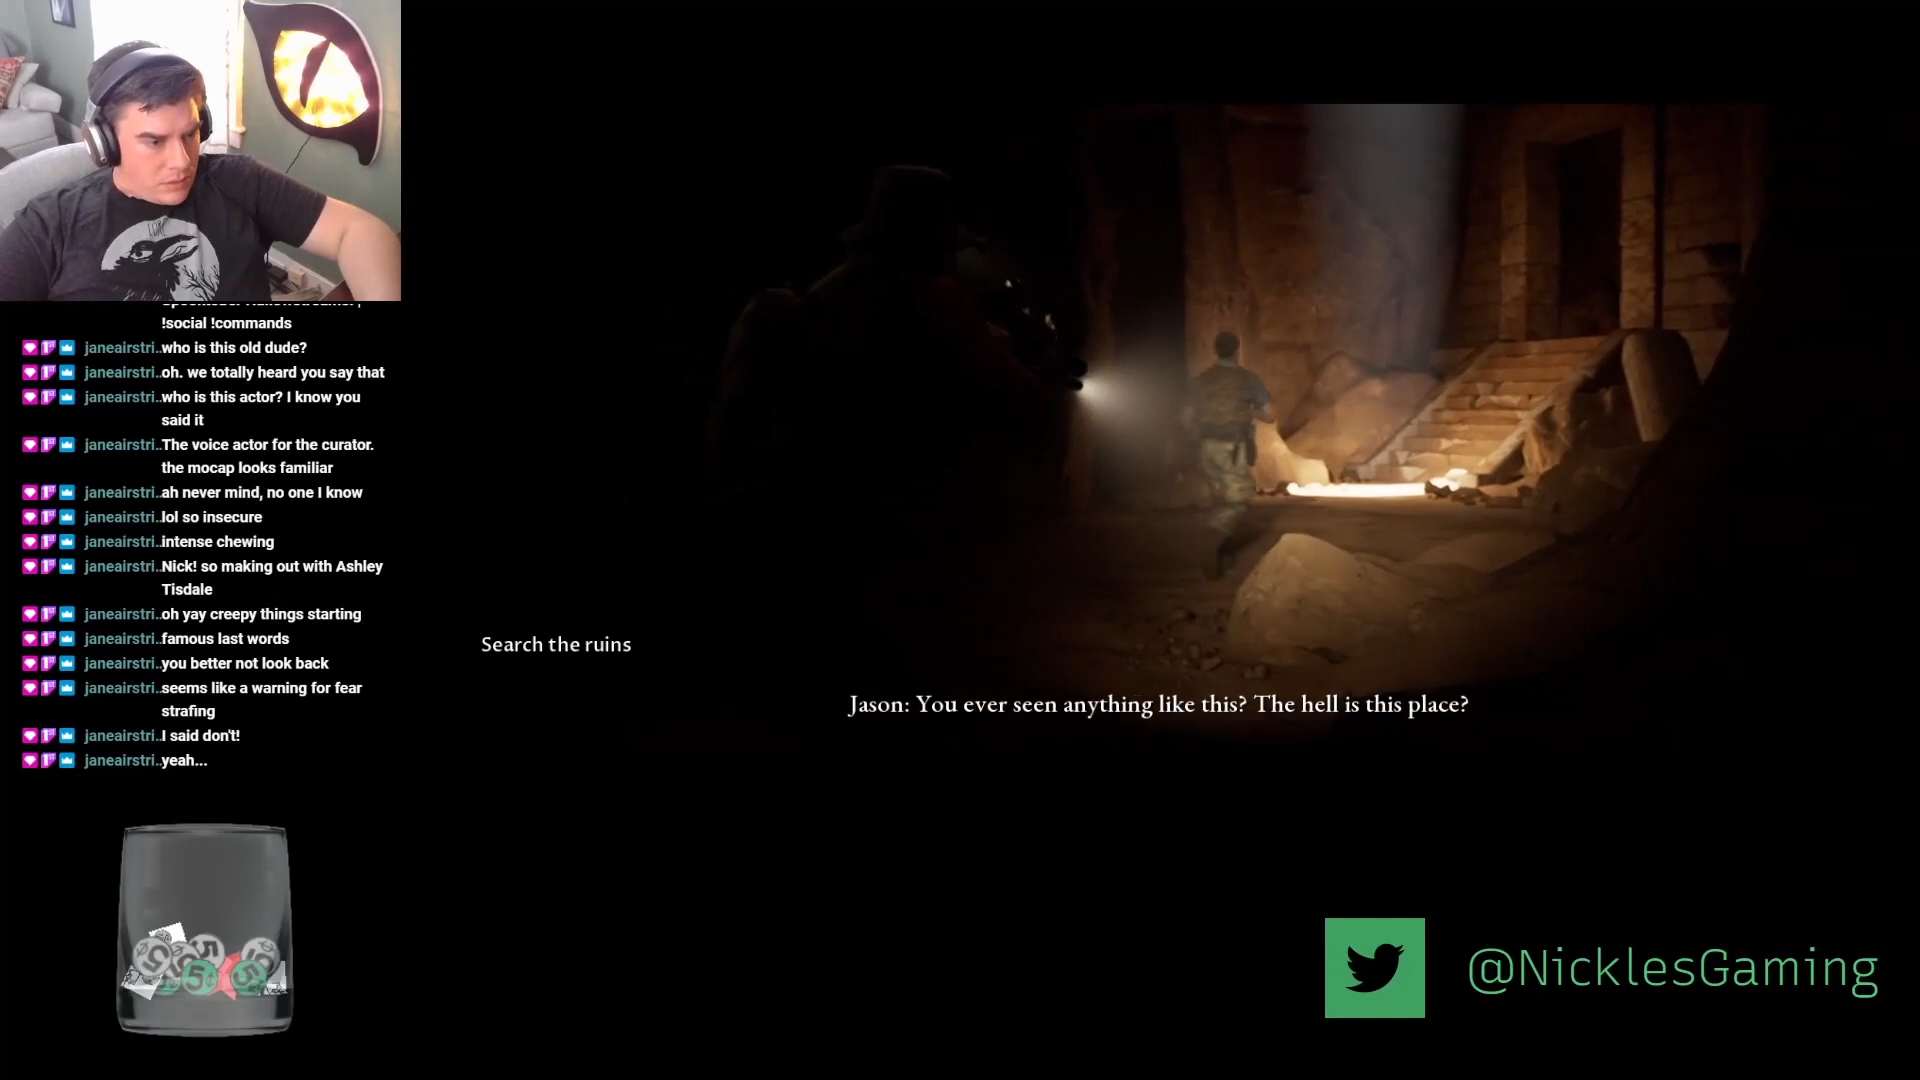 !social !commands
janeairstri..who is this old dude?
janeairstri..oh. we totally heard you say that
janeairstri..who is this actor? I know you
said it
janeairstri..The voice actor for the curator.
the mocap looks familiar
janeairstri..ah never mind, no one I know
janeairstri..lol so insecure
janeairstri..intense chewing
janeairstri..Nick! so making out with Ashley
Tisdale
janeairstri..oh yay creepy things starting
janeairstri..famous last words
janeairstri..you better not look back
janeairstri..seems like a warning for fear
strafing
janeairstri..I said don't!
janeairstri..yeah...
Search the ruins
Jason: You ever seen anything like this? The hell is this place?
@NicklesGaming